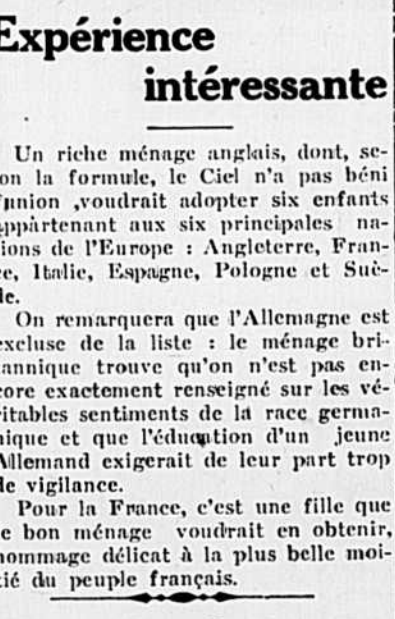 Expérience
intéressante
Un riche ménage anglais, dont, se-
on la formule, le Ciel n'a pas béni
'union ,voudrait adopter six enfants
appartenant aux six principales na-
ions de l'Europe : Angleterre, Fran-
ce, Italie, Espagne, Pologne et Suè-
de.
On remarquera que l'Allemagne est
excluse de la liste : le ménage bri-
annique trouve qu'on n'est pas en-
core exactement renseigné sur les vé-
ritables sentiments de la race germa-
nique et que l'éducation d'un jeune
Allemand exigerait de leur part trop
de vigilance.
Pour la France, c'est une fille que
e bon ménage voudrait en obtenir,
hommage délicat à la plus belle moi-
tié du peuple français.